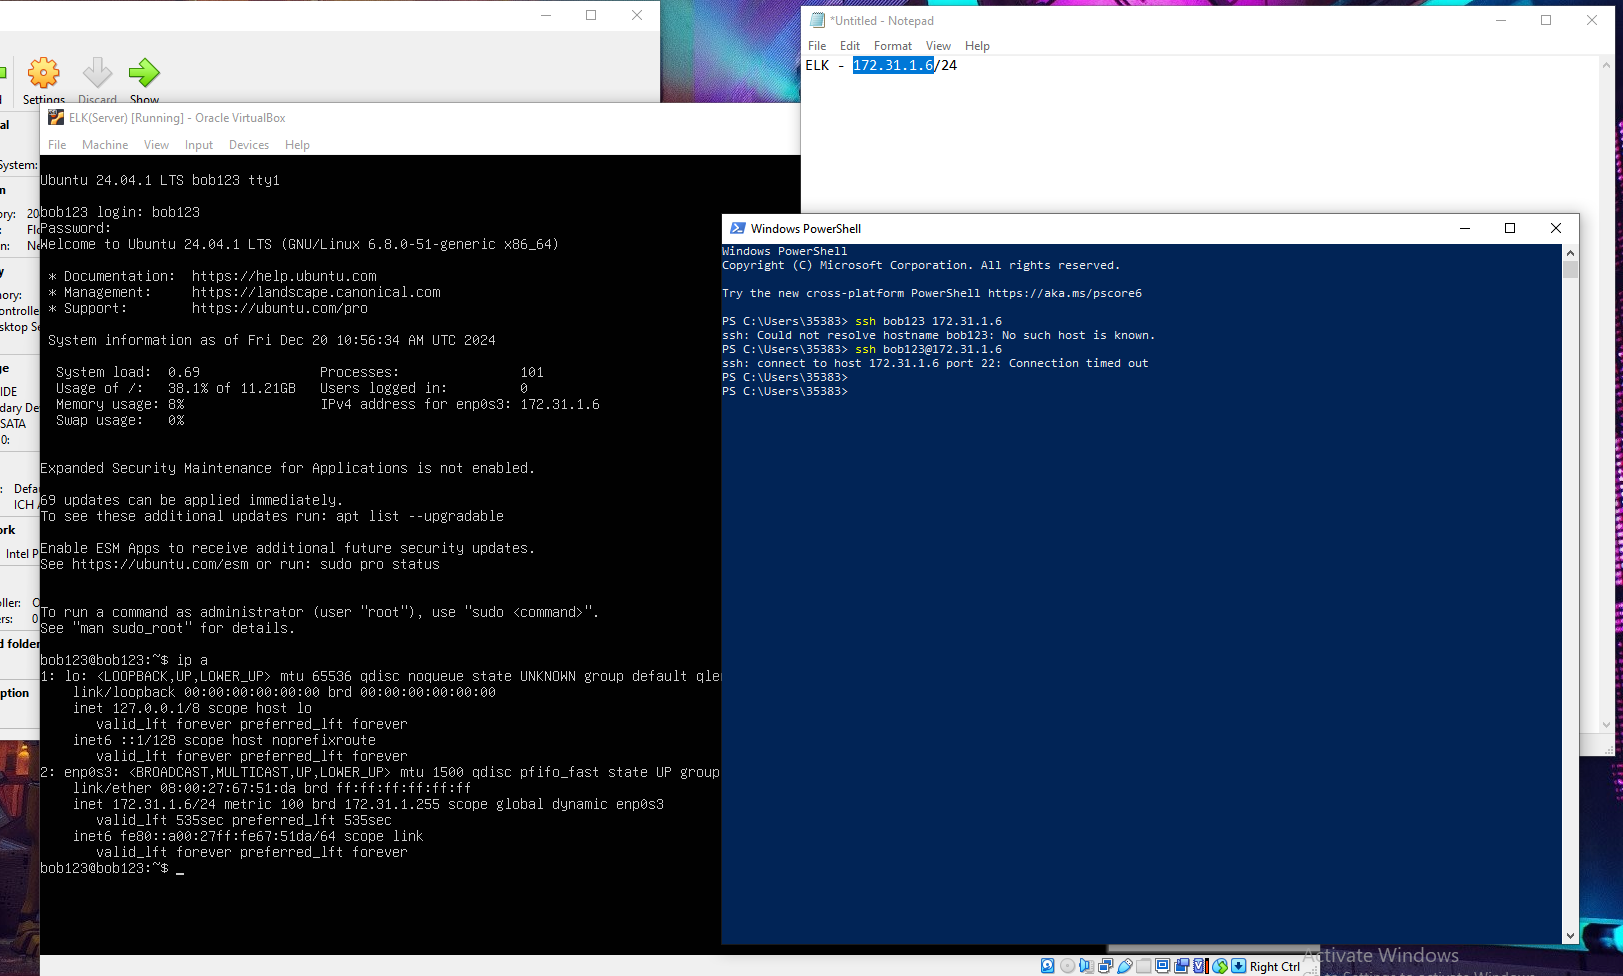 Settings
Discard
Show
al
System:
m
ory: 20
: Flo
n: Ne
y
nory:
ontrolle
sktop Se
ge
IDE
dary De
SATA
0:
: Defa
ICH A
ork
Intel P
ller: O
ers: 0
d folder
ption
ELK(Server) [Running] - Oracle VirtualBox
File Machine View Input Devices Help
Ubuntu 24.04.1 LTS bob123 tty1
bob123 login: bob123
Password:
Welcome to Ubuntu 24.04.1 LTS (GNU/Linux 6.8.0-51-generic x86_64)
* Documentation: https://help.ubuntu.com
* Management: https://landscape.canonical.com
* Support: https://ubuntu.com/pro
System information as of Fri Dec 20 10:56:34 AM UTC 2024
System load: 0.69 Processes: 101
Usage of /: 38.1% of 11.21GB Users logged in: 0
Memory usage: 8% IPv4 address for enp0s3: 172.31.1.6
Swap usage: 0%
Expanded Security Maintenance for Applications is not enabled.
69 updates can be applied immediately.
To see these additional updates run: apt list --upgradable
Enable ESM Apps to receive additional future security updates.
See https://ubuntu.com/esm or run: sudo pro status
To run a command as administrator (user "root"), use "sudo <command>".
See "man sudo_root" for details.
bob123@bob123:~$ ip a
1: lo: <LOOPBACK,UP,LOWER_UP> mtu 65536 qdisc noqueue state UNKNOWN group default qlen
link/loopback 00:00:00:00:00:00 brd 00:00:00:00:00:00
inet 127.0.0.1/8 scope host lo
valid_lft forever preferred_lft forever
inet6 ::1/128 scope host noprefixroute
valid_lft forever preferred_lft forever
2: enp0s3: <BROADCAST,MULTICAST,UP,LOWER_UP> mtu 1500 qdisc pfifo_fast state UP group
link/ether 08:00:27:67:51:da brd ff:ff:ff:ff:ff:ff
inet 172.31.1.6/24 metric 100 brd 172.31.1.255 scope global dynamic enp0s3
valid_lft 535sec preferred_lft 535sec
inet6 fe80::a00:27ff:fe67:51da/64 scope link
valid_lft forever preferred_lft forever
bob123@bob123:~$ _
Right Ctrl
*Untitled - Notepad
File Edit Format View Help
ELK - 172.31.1.6/24
Windows PowerShell
Windows PowerShell
Copyright (C) Microsoft Corporation. All rights reserved.
Try the new cross-platform PowerShell https://aka.ms/pscore6
PS C:\Users\35383> ssh bob123 172.31.1.6
ssh: Could not resolve hostname bob123: No such host is known.
PS C:\Users\35383> ssh bob123@172.31.1.6
ssh: connect to host 172.31.1.6 port 22: Connection timed out
PS C:\Users\35383>
PS C:\Users\35383>
Activate Windows